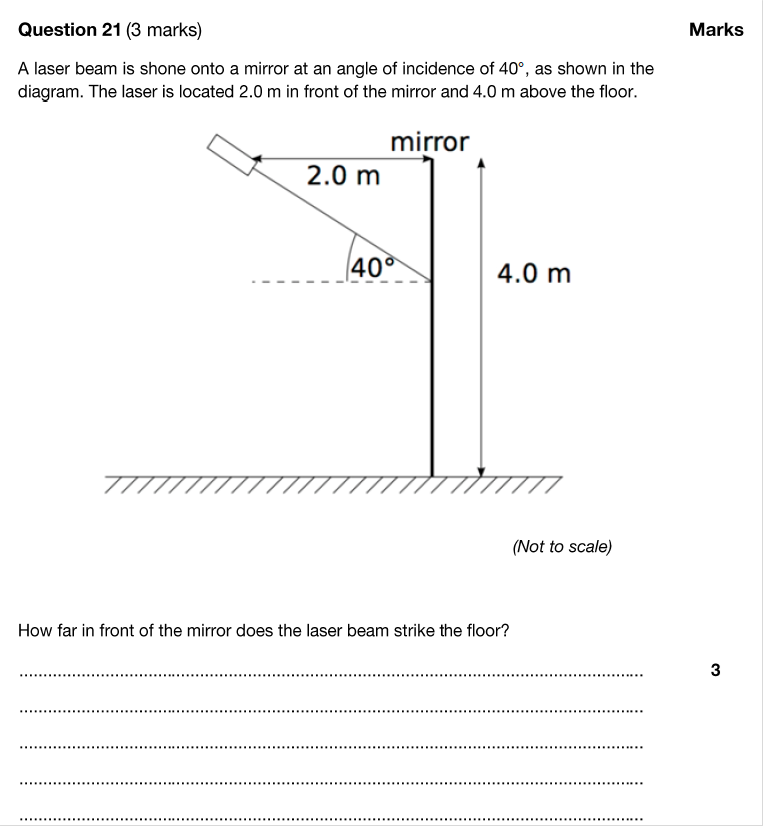 Question 21 (3 marks) Marks
A laser beam is shone onto a mirror at an angle of incidence of 40°, as shown in the
diagram. The laser is located 2.0 m in front of the mirror and 4.0 m above the floor.
mirror
2.0 m
40°
4.0 m
(Not to scale)
How far in front of the mirror does the laser beam strike the floor?
3